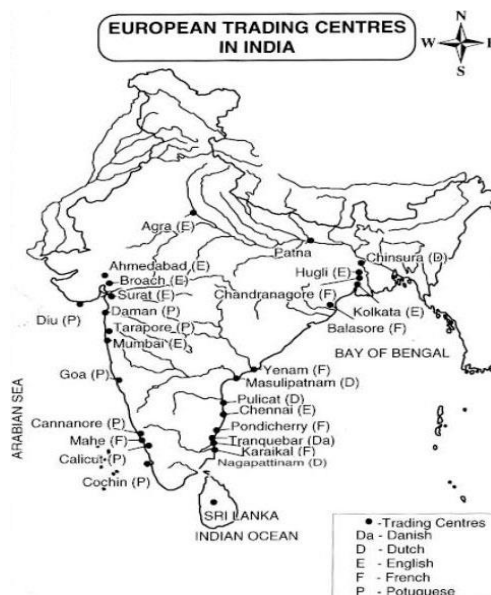 EUROPEAN TRADING CENTRES
IN INDIA
N
W
E
S
Agra (E)
Patna
Ahmedabad (E)
Broach (E)
Surat (E)
Diu (P)
Daman (P)
Tarapore (P)
Mumbai (E)
Goa (P)
Chinsura (D)
Hugli (E)
Chandranagore (F)
Kolkata (E)
Balasore (F)
BAY OF BENGAL
Yenam (F)
Masulipatnam (D)
Pulicat (D)
Chennai (E)
Pondicherry (F)
Tranquebar (Da)
Karaikal (F)
Nagapattinam (D)
ARABIAN SEA
Cannanore (P)
Mahe (F)
Calicut (P)
Cochin (P)
SRI LANKA
INDIAN OCEAN
-Trading Centres
Da - Danish
D - Dutch
E - English
F - French
P - Potuguese